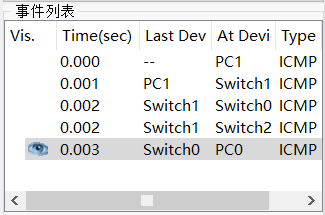 事件列表
Vis. Time(sec) Last Dev At Devi Type
0.000 -- PC1 ICMP
0.001 PC1 Switch1 ICMP
0.002 Switch1 Switch0 ICMP
0.002 Switch1 Switch2 ICMP
0.003 Switch0 PC0 ICMP